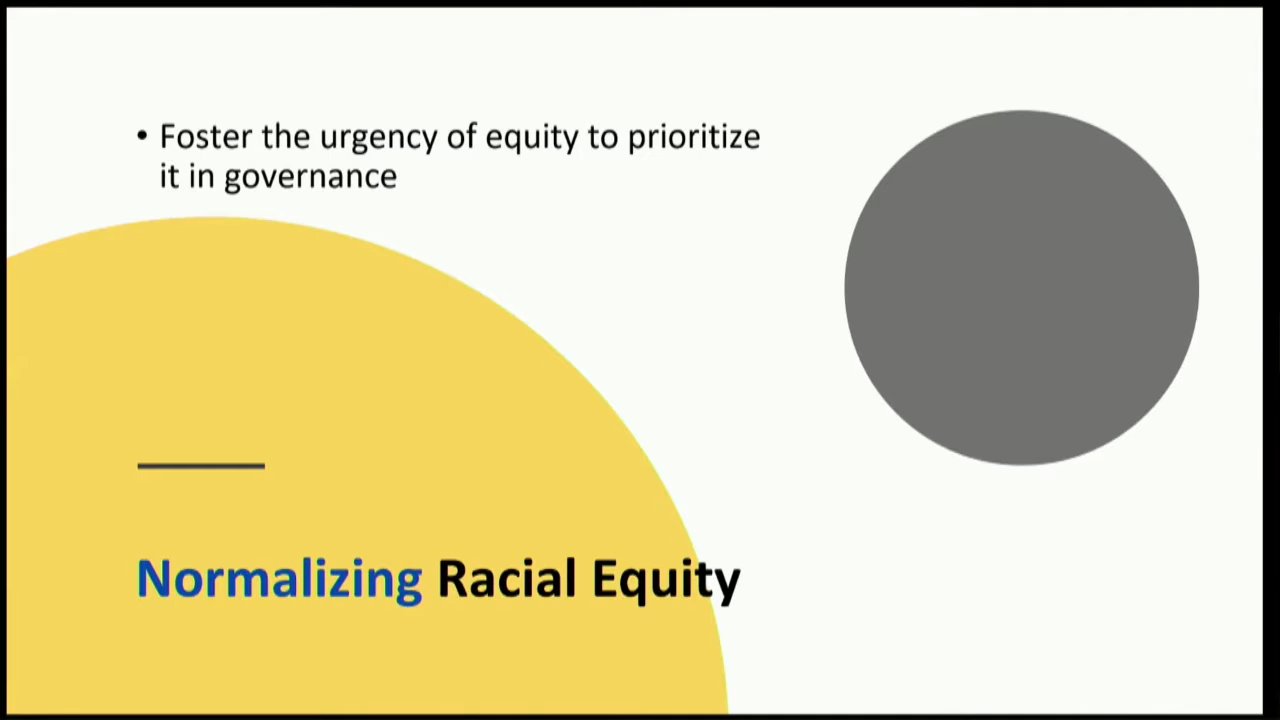 • Foster the urgency of equity to prioritize
it in governance
Normalizing Racial Equity